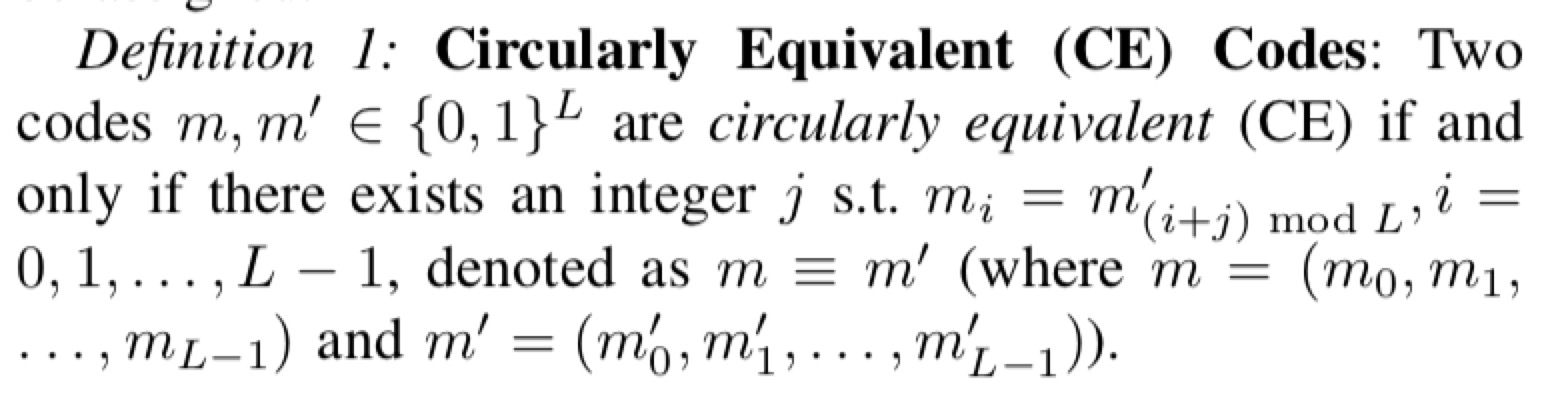 Definition 1: Circularly Equivalent (CE) Codes: Two
codes m, m′ ∈ {0, 1}^L are circularly equivalent (CE) if and
only if there exists an integer j s.t. m_i = m′_{(i+j) mod L}, i =
0, 1, . . . , L − 1, denoted as m ≡ m′ (where m = (m_0, m_1,
. . . , m_{L−1}) and m′ = (m′_0, m′_1, . . . , m′_{L−1})).